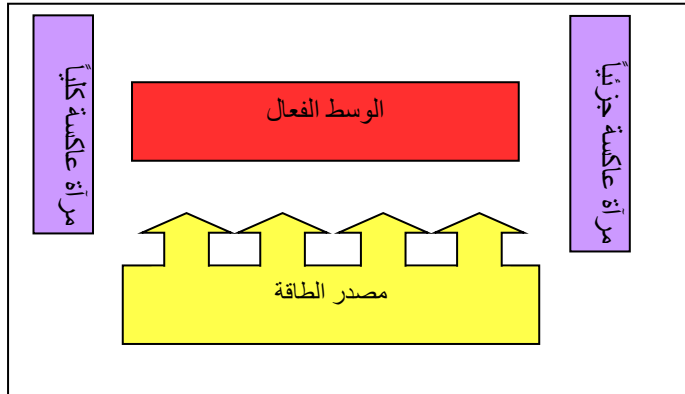 مرآة عاكسة جزئياً
الوسط الفعال
مرآة عاكسة كلياً
مصدر الطاقة